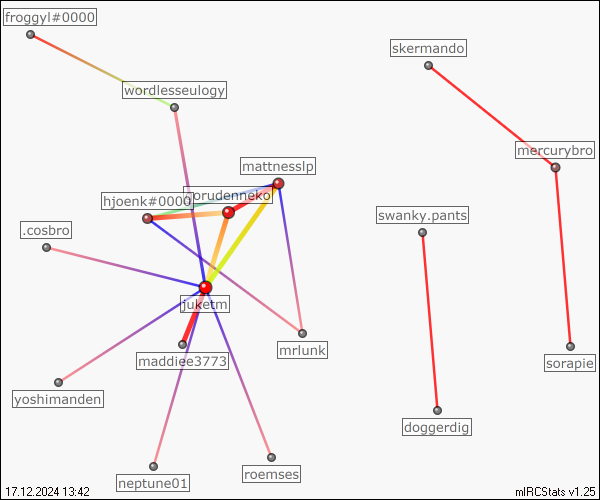 froggyl#0000
skermando
wordlesseulogy
mercurybro
mattnesslp
hjoenk#0000
prudenneko
swanky.pants
.cosbro
juketm
mrlunk
maddiee3773
sorapie
yoshimanden
doggerdig
roemses
neptune01
17.12.2024 13:42
mIRCStats v1.25